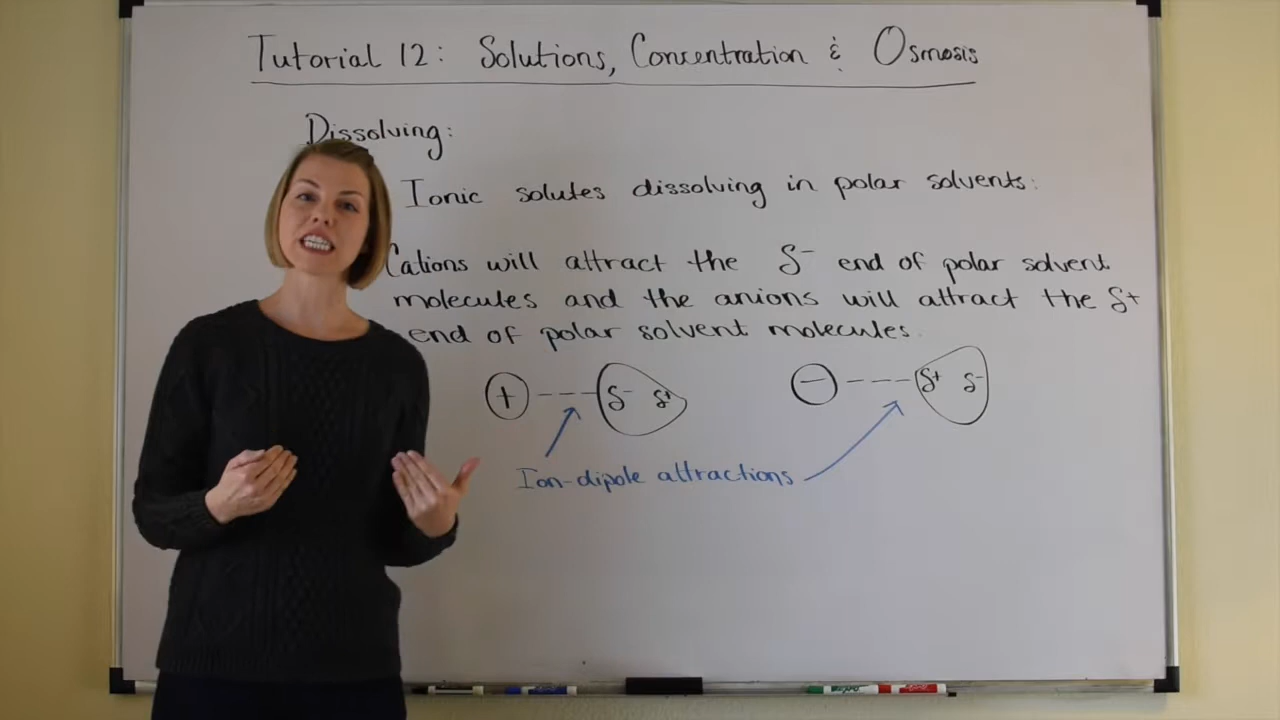 Tutorial 12: Solutions, Concentration & Osmosis
Dissolving:
Ionic solutes dissolving in polar solvents:
Cations will attract the δ⁻ end of polar solvent
molecules and the anions will attract the δ+
end of polar solvent molecules.
+ --- δ⁻ δ+
− --- δ+ δ⁻
Ion-dipole attractions
EXPO